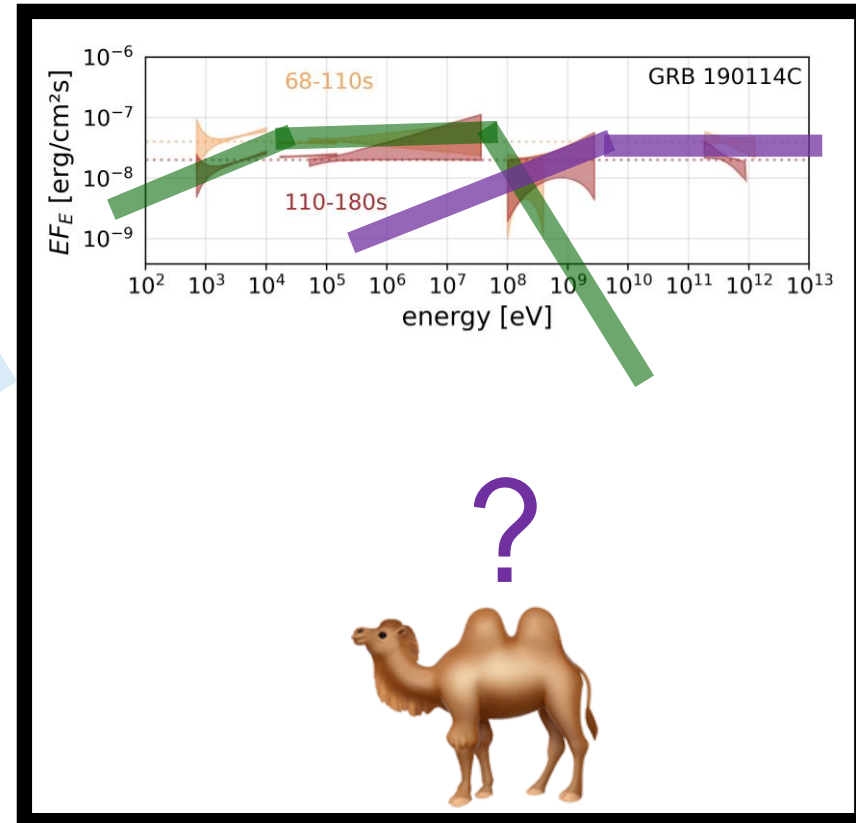 GRB 190114C
68-110s
110-180s
EF_E [erg/cm²s]
10⁻⁶
10⁻⁷
10⁻⁸
10⁻⁹
10² 10³ 10⁴ 10⁵ 10⁶ 10⁷ 10⁸ 10⁹ 10¹⁰ 10¹¹ 10¹² 10¹³
energy [eV]
?